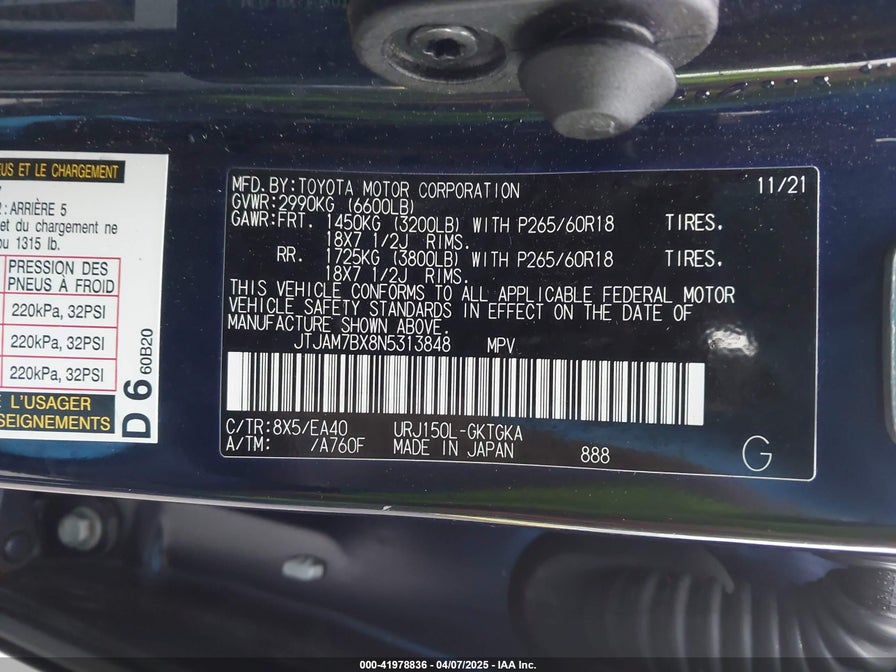 EUS ET LE CHARGEMENT
: ARRIÈRE 5
et du chargement ne
ou 1315 lb.
PRESSION DES
PNEUS À FROID
220kPa, 32PSI
220kPa, 32PSI
220kPa, 32PSI
L'USAGER
SEIGNEMENTS
D 6 60B20
MFD.BY:TOYOTA MOTOR CORPORATION 11/21
GVWR:2990KG (6600LB)
GAWR:FRT. 1450KG (3200LB) WITH P265/60R18 TIRES.
18X7 1/2J RIMS.
RR. 1725KG (3800LB) WITH P265/60R18 TIRES.
18X7 1/2J RIMS.
THIS VEHICLE CONFORMS TO ALL APPLICABLE FEDERAL MOTOR
VEHICLE SAFETY STANDARDS IN EFFECT ON THE DATE OF
MANUFACTURE SHOWN ABOVE.
JTJAM7BX8N5313848 MPV
C/TR:8X5/EA40 URJ150L-GKTGKA
A/TM: /A760F MADE IN JAPAN 888
G
000-41978836 - 04/07/2025 - IAA Inc.